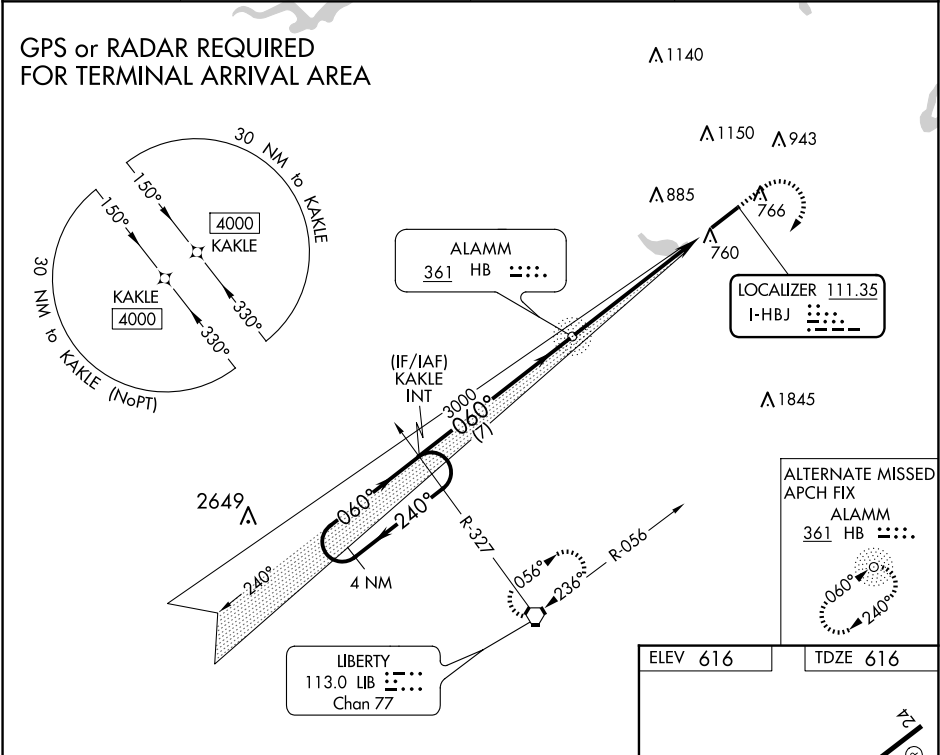 GPS or RADAR REQUIRED
FOR TERMINAL ARRIVAL AREA
1140
1150
943
885
766
760
30 NM to KAKLE
150°
4000
KAKLE
330°
150°
KAKLE
4000
330°
30 NM to KAKLE (NoPT)
ALAMM
361 HB
LOCALIZER 111.35
I-HBJ
(IF/IAF)
KAKLE
INT
3000
060°
(7)
1845
2649
060°
240°
240°
4 NM
R-327
R-056
056°
236°
LIBERTY
113.0 LIB
Chan 77
ALTERNATE MISSED
APCH FIX
ALAMM
361 HB
060°
240°
ELEV 616
TDZE 616
24